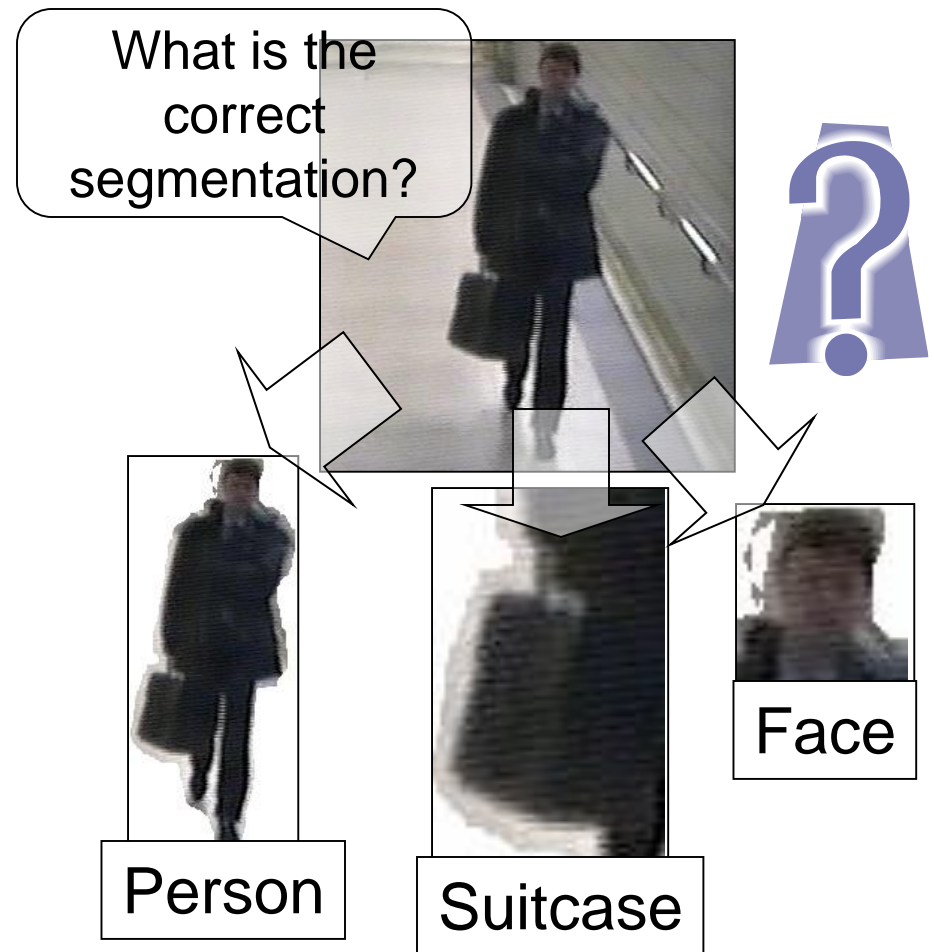 What is the
correct
segmentation?
?
Face
Person
Suitcase